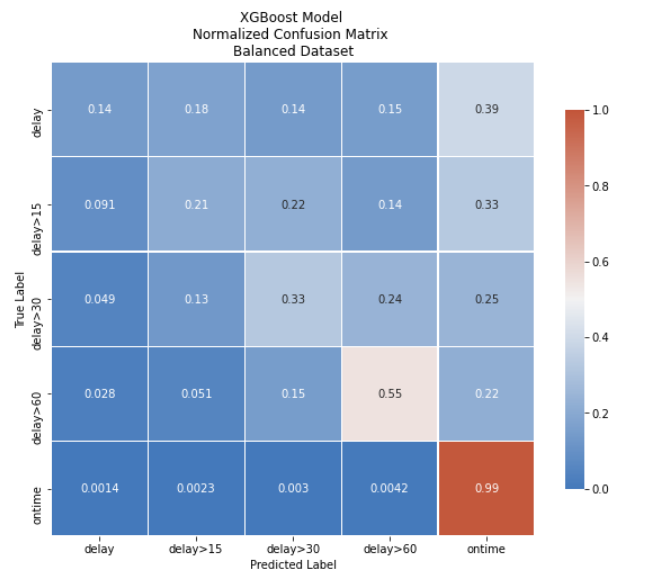 XGBoost Model
Normalized Confusion Matrix
Balanced Dataset
True Label
delay 0.14 0.18 0.14 0.15 0.39
delay>15 0.091 0.21 0.22 0.14 0.33
delay>30 0.049 0.13 0.33 0.24 0.25
delay>60 0.028 0.051 0.15 0.55 0.22
ontime 0.0014 0.0023 0.003 0.0042 0.99
delay delay>15 delay>30 delay>60 ontime
Predicted Label
1.0
0.8
0.6
0.4
0.2
0.0